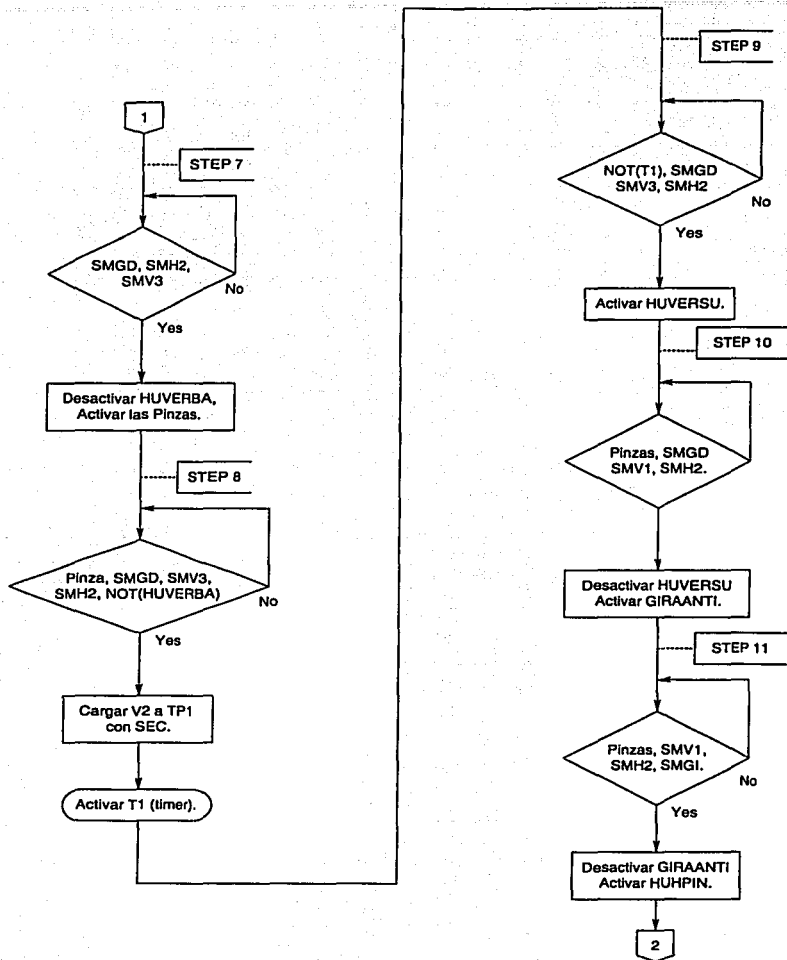 1
STEP 7
SMGD, SMH2,
SMV3
No
Yes
Desactivar HUVERBA,
Activar las Pinzas.
STEP 8
Pinza, SMGD, SMV3,
SMH2, NOT(HUVERBA)
No
Yes
Cargar V2 a TP1
con SEC.
Activar T1 (timer).
STEP 9
NOT(T1), SMGD
SMV3, SMH2
No
Yes
Activar HUVERSU.
STEP 10
Pinzas, SMGD
SMV1, SMH2.
Desactivar HUVERSU
Activar GIRAANTI.
STEP 11
Pinzas, SMV1,
SMH2, SMGI.
No
Yes
Desactivar GIRAANTI
Activar HUHPIN.
2